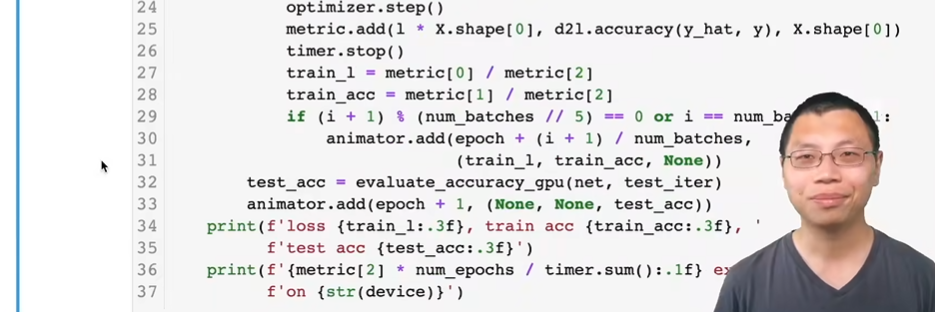 24 optimizer.step()
25 metric.add(l * X.shape[0], d2l.accuracy(y_hat, y), X.shape[0])
26 timer.stop()
27 train_l = metric[0] / metric[2]
28 train_acc = metric[1] / metric[2]
29 if (i + 1) % (num_batches // 5) == 0 or i == num_ba 1:
30 animator.add(epoch + (i + 1) / num_batches,
31 (train_l, train_acc, None))
32 test_acc = evaluate_accuracy_gpu(net, test_iter)
33 animator.add(epoch + 1, (None, None, test_acc))
34 print(f'loss {train_l:.3f}, train acc {train_acc:.3f}, '
35 f'test acc {test_acc:.3f}')
36 print(f'{metric[2] * num_epochs / timer.sum():.1f} ex
37 f'on {str(device)}')